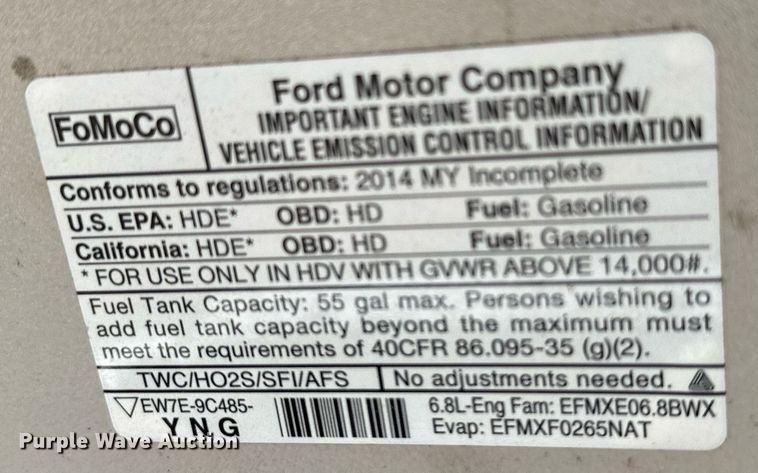 FoMoCo
Ford Motor Company
IMPORTANT ENGINE INFORMATION/
VEHICLE EMISSION CONTROL INFORMATION
Conforms to regulations: 2014 MY Incomplete
U.S. EPA: HDE* OBD: HD Fuel: Gasoline
California: HDE* OBD: HD Fuel: Gasoline
* FOR USE ONLY IN HDV WITH GVWR ABOVE 14,000#.
Fuel Tank Capacity: 55 gal max. Persons wishing to
add fuel tank capacity beyond the maximum must
meet the requirements of 40CFR 86.095-35 (g)(2).
TWC/HO2S/SFI/AFS No adjustments needed.
EW7E-9C485- 6.8L-Eng Fam: EFMXE06.8BWX
YNG Evap: EFMXF0265NAT
Purple Wave Auction